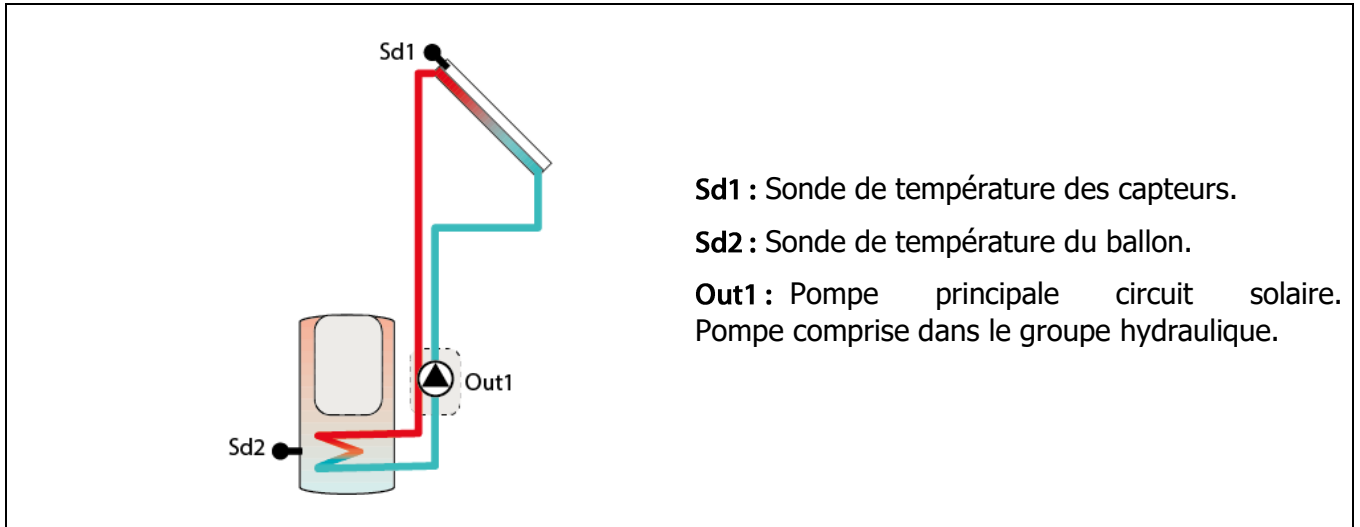 Sd1
Sd1 : Sonde de température des capteurs.
Sd2 : Sonde de température du ballon.
Out1 : Pompe principale circuit solaire.
Pompe comprise dans le groupe hydraulique.
Out1
Sd2